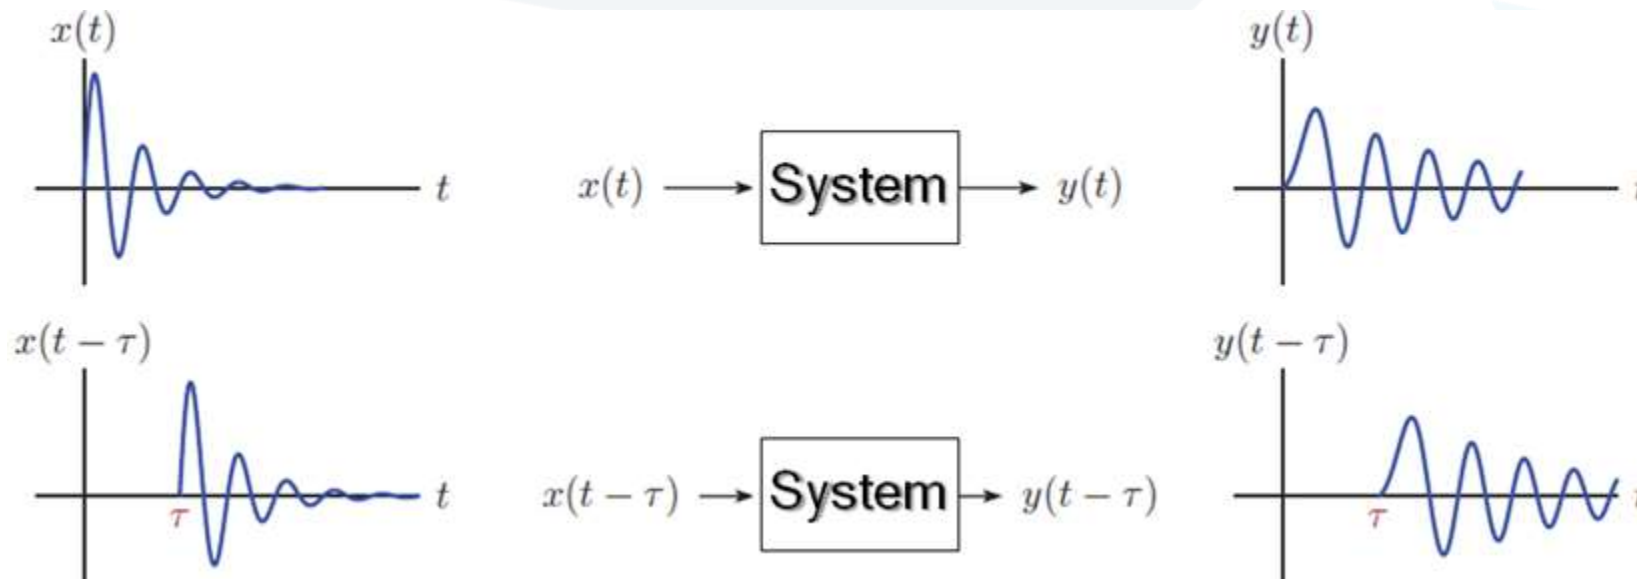 x(t)
y(t)
t
x(t)
System
y(t)
x(t − τ)
y(t − τ)
t
x(t − τ)
System
y(t − τ)
τ
τ